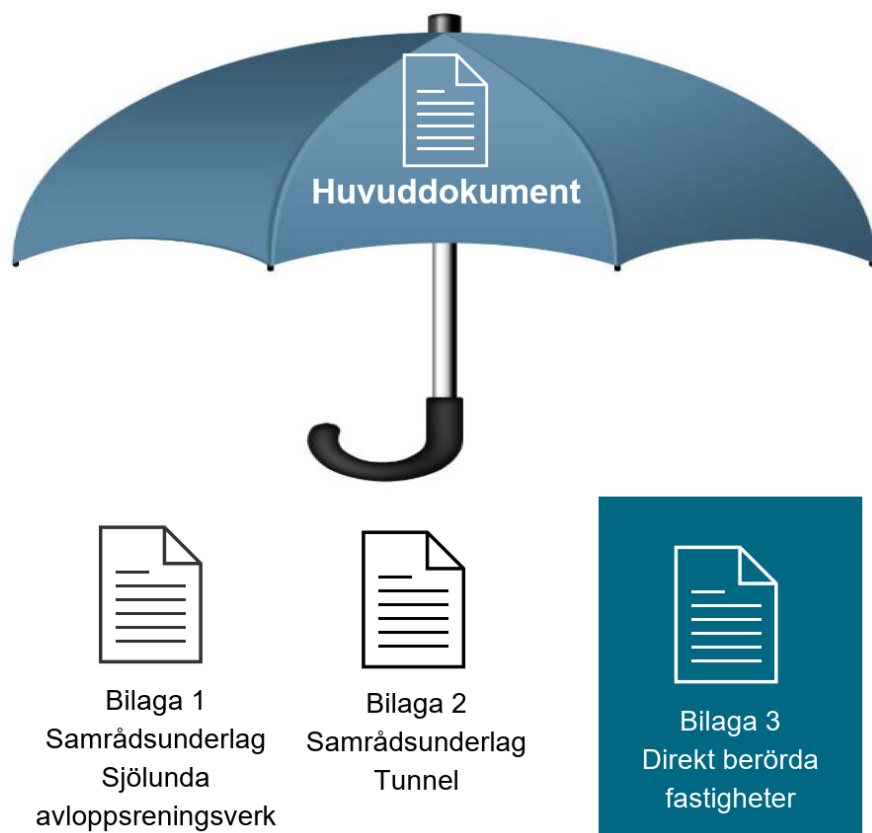 Huvuddokument
Bilaga 1
Samrådsunderlag
Sjölunda
avloppsreningsverk
Bilaga 2
Samrådsunderlag
Tunnel
Bilaga 3
Direkt berörda
fastigheter